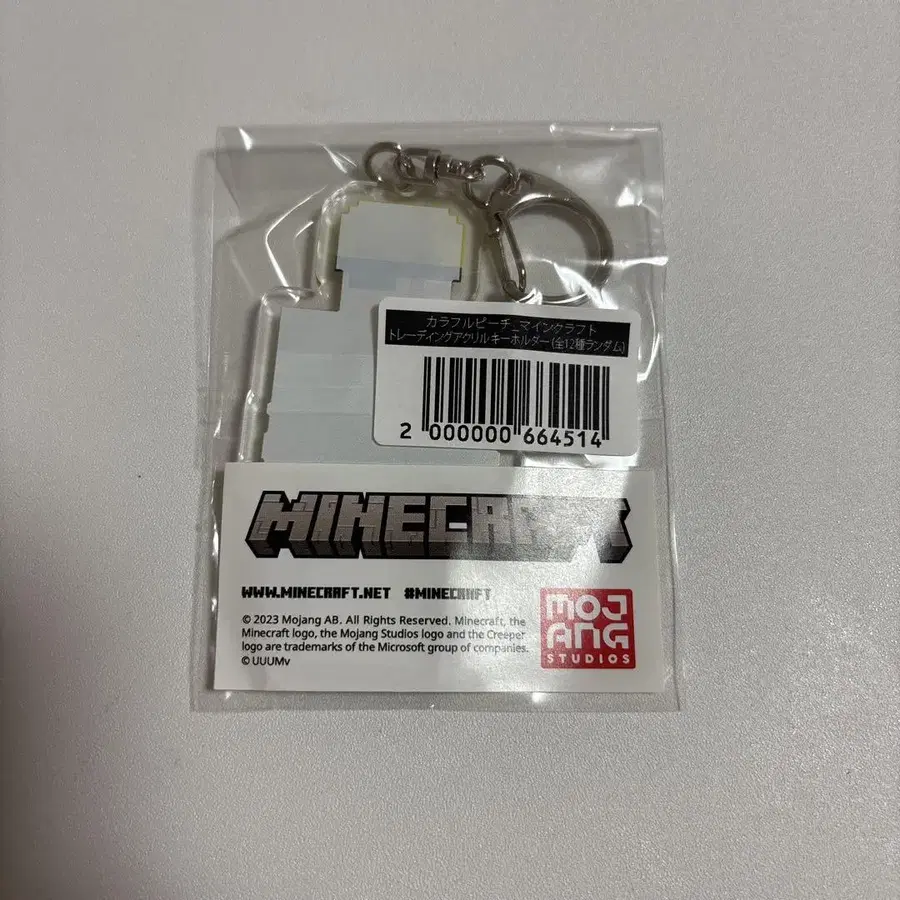 カラフルピーチ_マインクラフト
トレーディングアクリルキーホルダー(全12種ランダム)
2 000000 664514
MINECRAFT
WWW.MINECRAFT.NET #MINECRAFT
© 2023 Mojang AB. All Rights Reserved. Minecraft, the
Minecraft logo, the Mojang Studios logo and the Creeper
logo are trademarks of the Microsoft group of companies.
© UUUMv
MOJ
ANG
STUDIOS